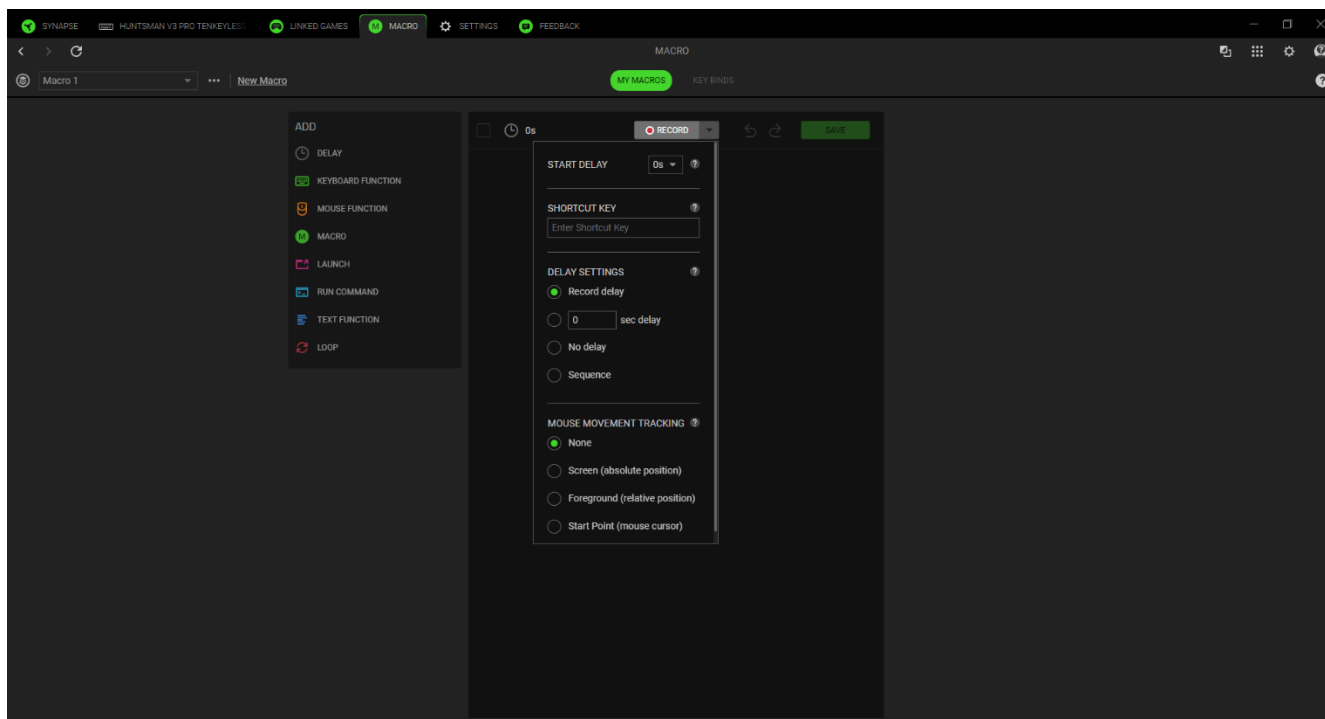 SYNAPSE HUNTSMAN V3 PRO TENKEYLESS LINKED GAMES M MACRO SETTINGS FEEDBACK
MACRO
Macro 1 ••• New Macro MY MACROS KEY BINDS ?
ADD
DELAY
KEYBOARD FUNCTION
MOUSE FUNCTION
M MACRO
LAUNCH
RUN COMMAND
TEXT FUNCTION
LOOP
0s RECORD SAVE
START DELAY 0s ?
SHORTCUT KEY ?
Enter Shortcut Key
DELAY SETTINGS ?
Record delay
0 sec delay
No delay
Sequence
MOUSE MOVEMENT TRACKING ?
None
Screen (absolute position)
Foreground (relative position)
Start Point (mouse cursor)